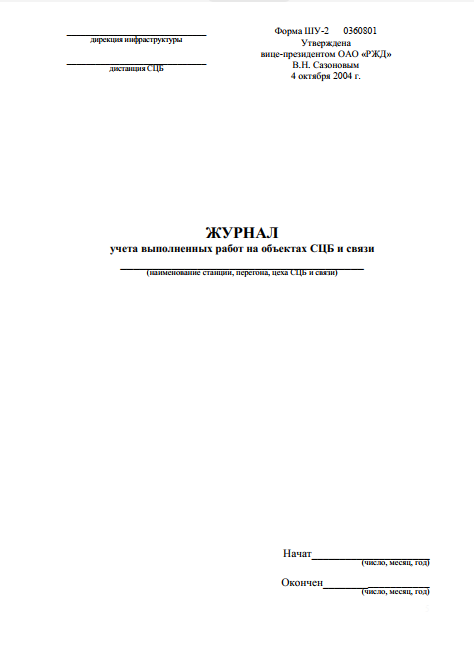 дирекция инфраструктуры
дистанция СЦБ
Форма ШУ-2 0360801
Утверждена
вице-президентом ОАО «РЖД»
В.Н. Сазоновым
4 октября 2004 г.
ЖУРНАЛ
учета выполненных работ на объектах СЦБ и связи
(наименование станции, перегона, цеха СЦБ и связи)
Начат
(число, месяц, год)
Окончен
(число, месяц, год)